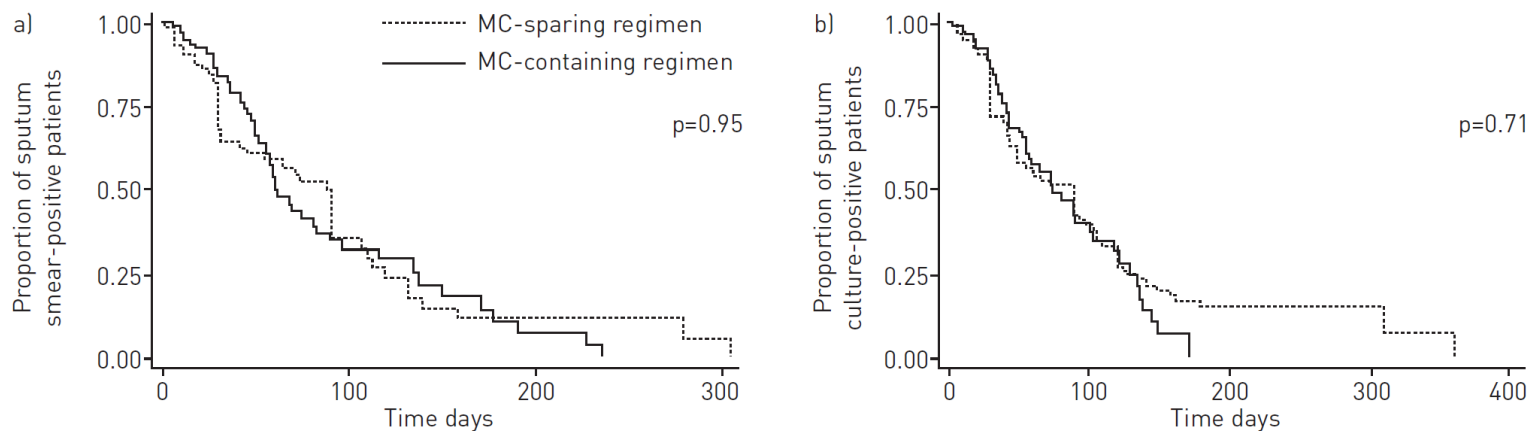 a)
MC-sparing regimen
MC-containing regimen
p=0.95
Proportion of sputum
smear-positive patients
1.00
0.75
0.50
0.25
0.00
0 100 200 300
Time days
b)
p=0.71
Proportion of sputum
culture-positive patients
1.00
0.75
0.50
0.25
0.00
0 100 200 300 400
Time days